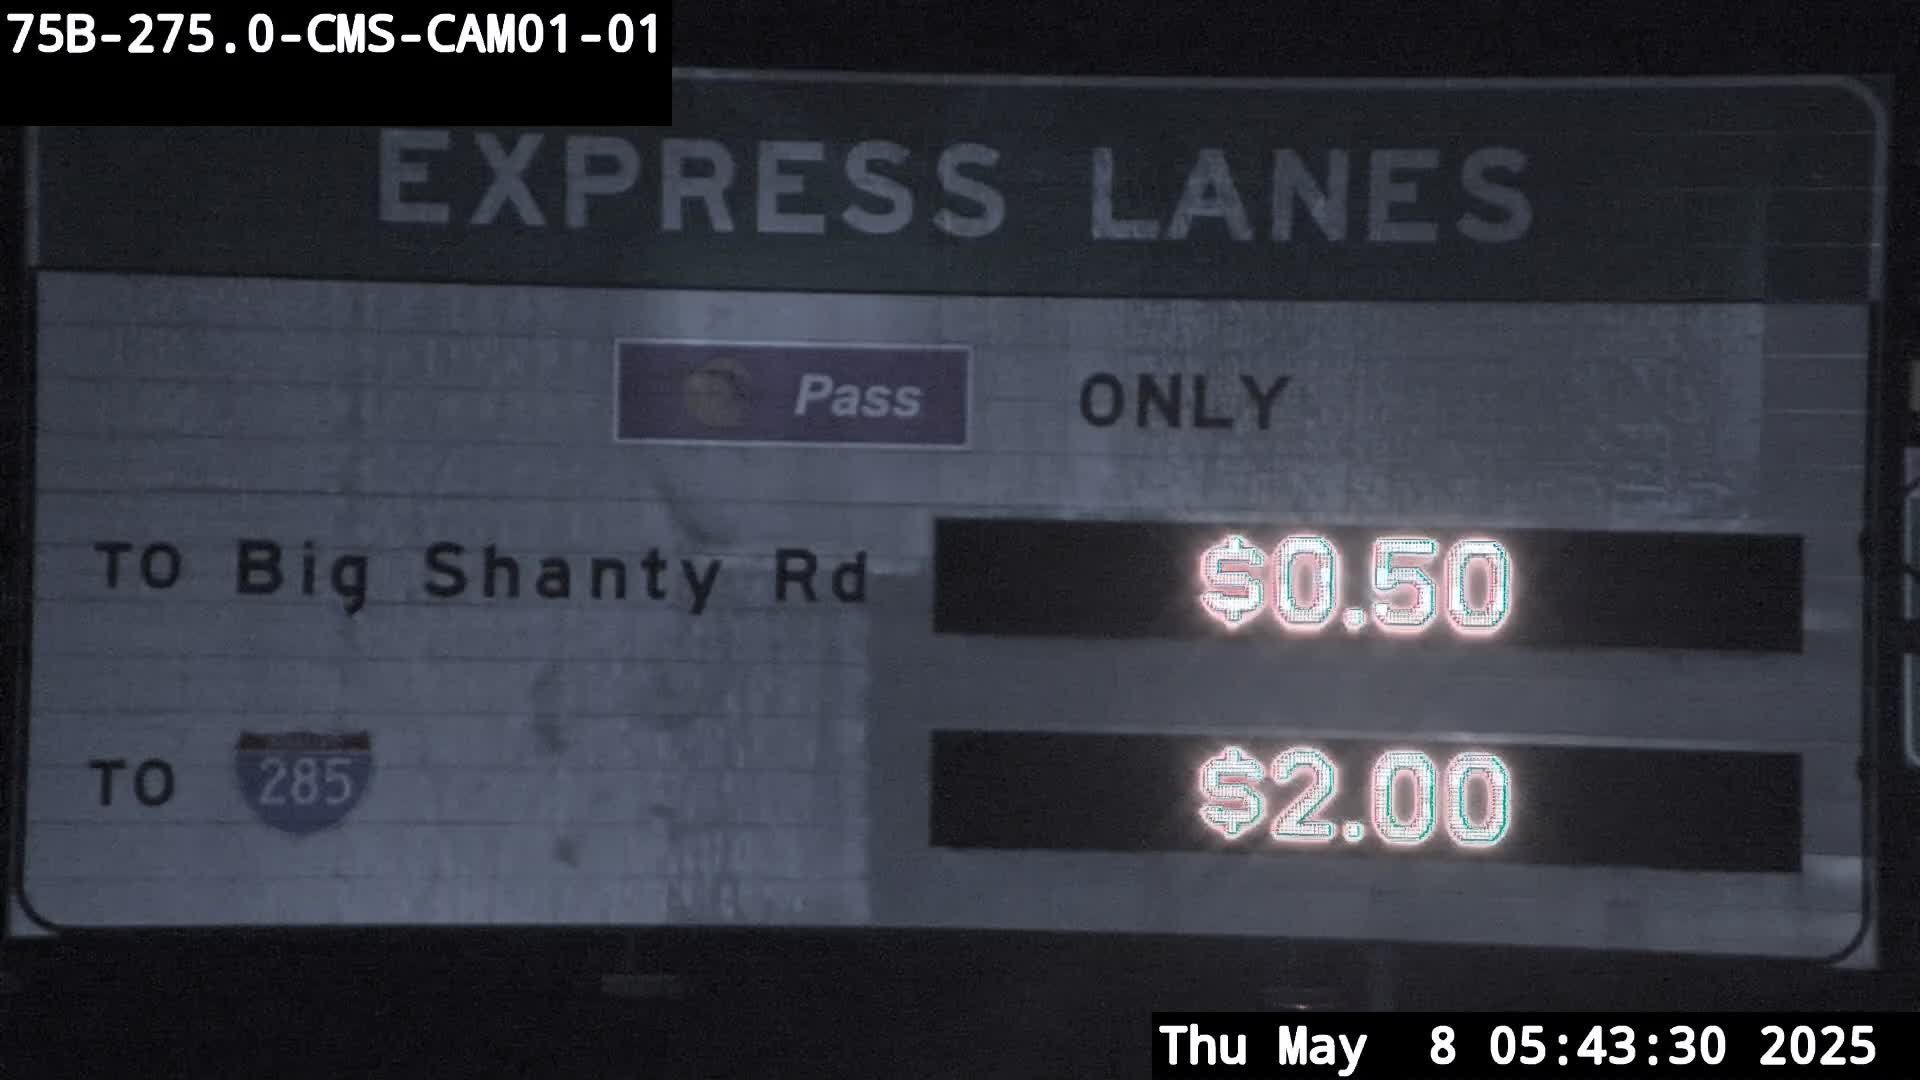 75B-275.0-CMS-CAM01-01
EXPRESS LANES
Pass ONLY
TO Big Shanty Rd $0.50
TO 285 $2.00
Thu May 8 05:43:30 2025